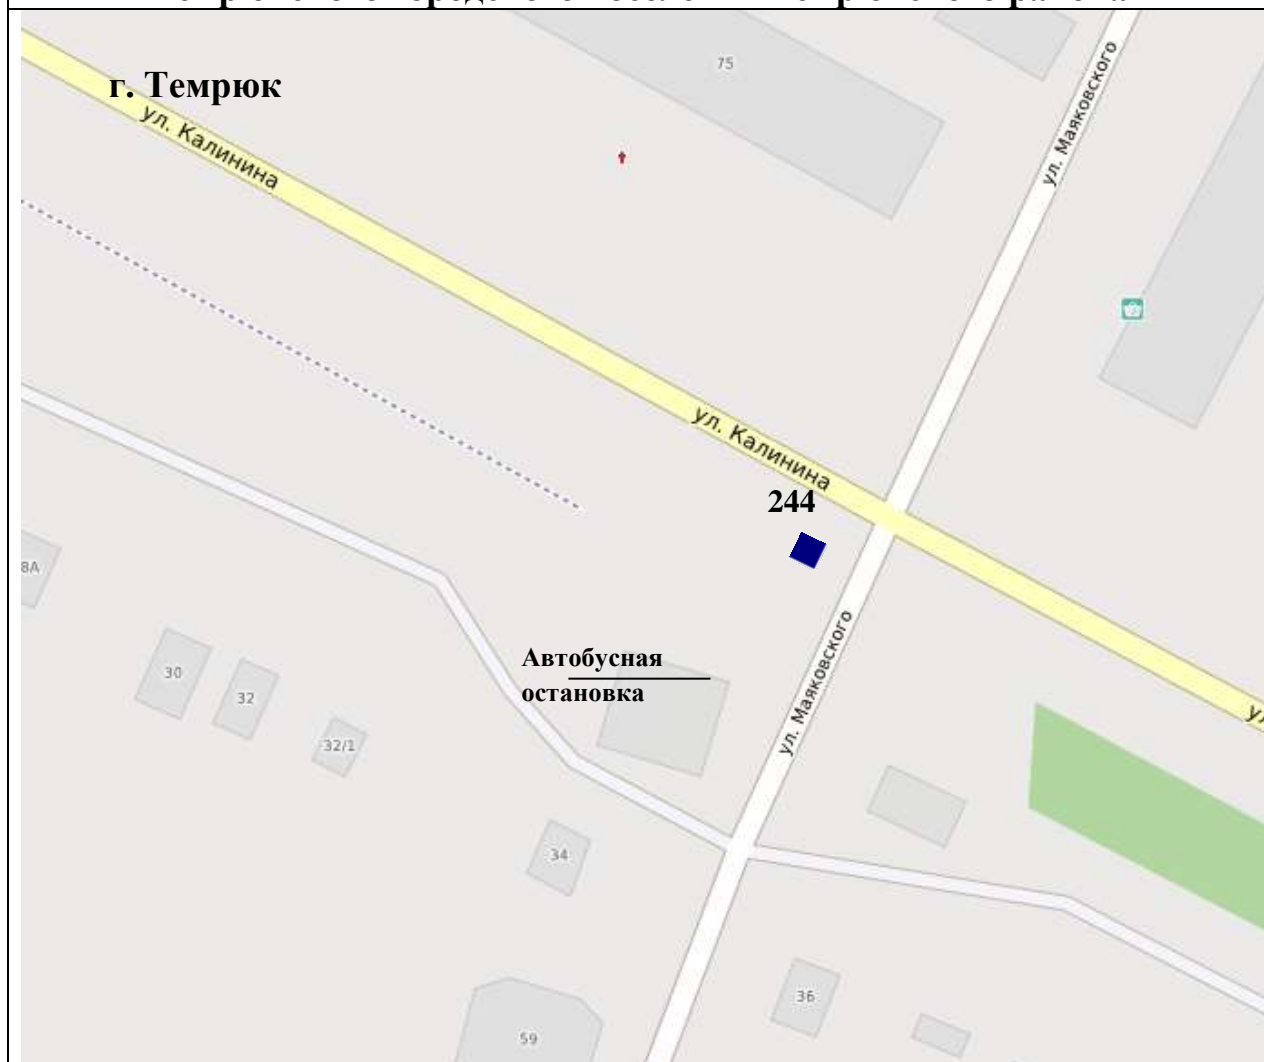 75
ул. Маяковского
г. Темрюк
ул. Калинина
ул. Калинина
244
8А
Автобусная
остановка
30
32
32/1
ул. Маяковского
34
36
59